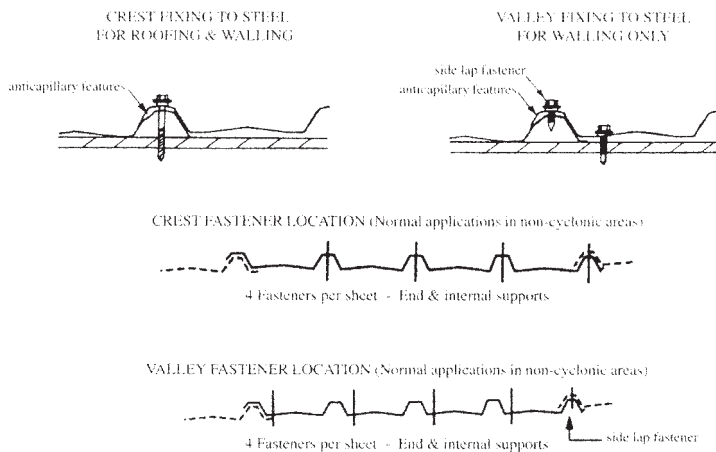 CREST FIXING TO STEEL
FOR ROOFING & WALLING
VALLEY FIXING TO STEEL
FOR WALLING ONLY
anticapillary features
side lap fastener
anticapillary features
CREST FASTENER LOCATION (Normal applications in non-cyclonic areas)
4 Fasteners per sheet - End & internal supports
VALLEY FASTENER LOCATION (Normal applications in non-cyclonic areas)
4 Fasteners per sheet - End & internal supports
side lap fastener